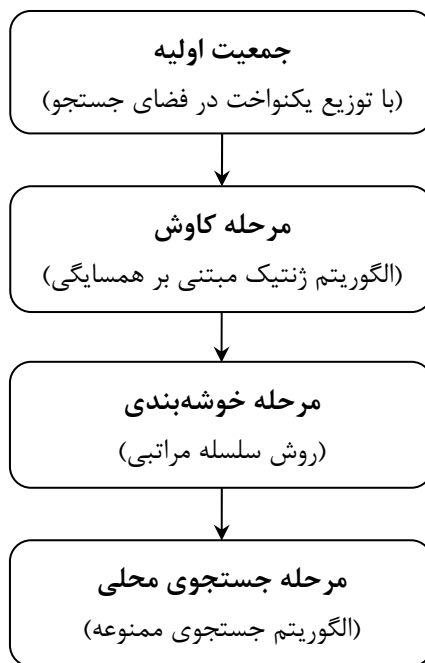 جمعیت اولیه
(با توزیع یکنواخت در فضای جستجو)
مرحله کاوش
(الگوریتم ژنتیک مبتنی بر همسایگی)
مرحله خوشه‌بندی
(روش سلسله مراتبی)
مرحله جستجوی محلی
(الگوریتم جستجوی ممنوعه)